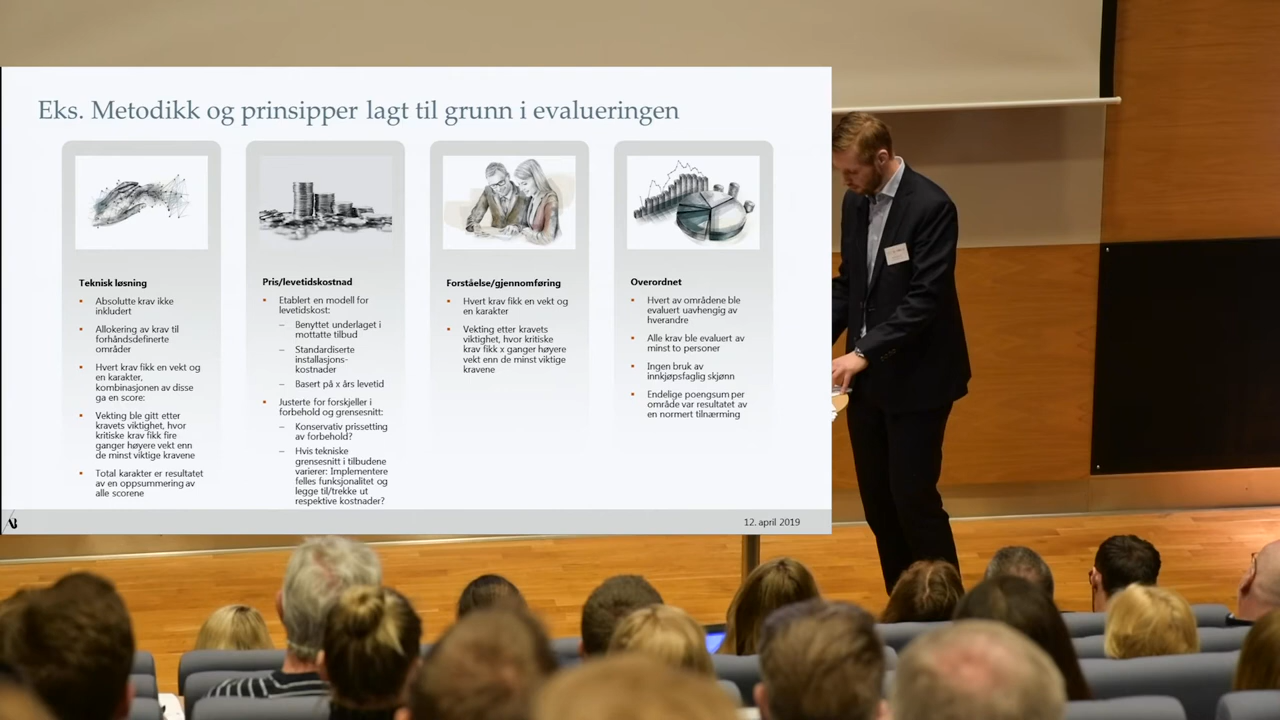 Eks. Metodikk og prinsipper lagt til grunn i evalueringen
Teknisk løsning
▪ Absolutte krav ikke
inkludert
▪ Allokering av krav til
forhåndsdefinerte
områder
▪ Hvert krav fikk en vekt og
en karakter,
kombinasjonen av disse
ga en score:
▪ Vekting ble gitt etter
kravets viktighet, hvor
kritiske krav fikk fire
ganger høyere vekt enn
de minst viktige kravene
▪ Total karakter er resultatet
av en oppsummering av
alle scorene
Pris/levetidskostnad
▪ Etablert en modell for
levetidskost:
– Benyttet underlaget i
mottatte tilbud
– Standardiserte
installasjons-
kostnader
– Basert på x års levetid
▪ Justerte for forskjeller i
forbehold og grensesnitt:
– Konservativ prissetting
av forbehold?
– Hvis tekniske
grensesnitt i tilbudene
varierer: Implementere
felles funksjonalitet og
legge til/trekke ut
respektive kostnader?
Forståelse/gjennomføring
▪ Hvert krav fikk en vekt og
en karakter
▪ Vekting etter kravets
viktighet, hvor kritiske
krav fikk x ganger høyere
vekt enn de minst viktige
kravene
Overordnet
▪ Hvert av områdene ble
evaluert uavhengig av
hverandre
▪ Alle krav ble evaluert av
minst to personer
▪ Ingen bruk av
innkjøpsfaglig skjønn
▪ Endelige poengsum per
område var resultatet av
en normert tilnærming
12. april 2019